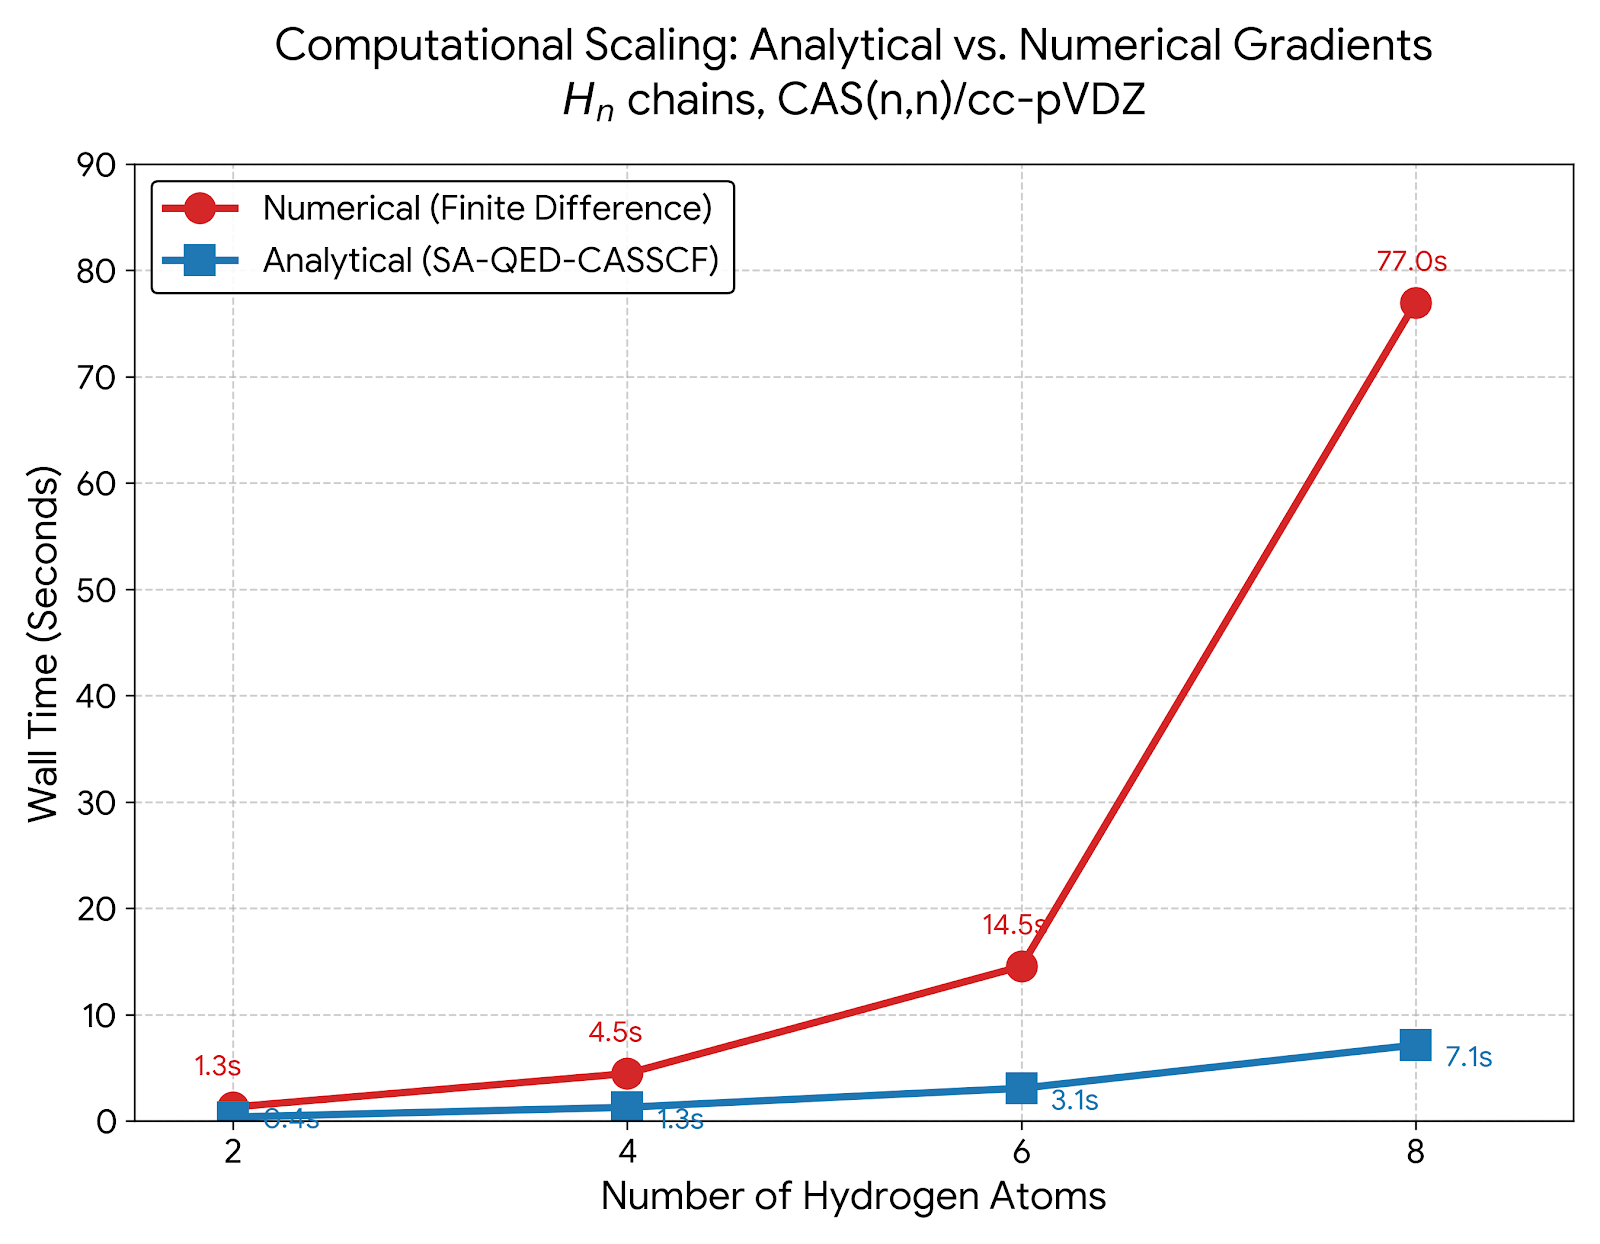 Computational Scaling: Analytical vs. Numerical Gradients
Hn chains, CAS(n,n)/cc-pVDZ
Numerical (Finite Difference)
Analytical (SA-QED-CASSCF)
Wall Time (Seconds)
90
80
70
60
50
40
30
20
10
0
77.0s
14.5s
4.5s
1.3s
0.4s
1.3s
3.1s
7.1s
2
4
6
8
Number of Hydrogen Atoms